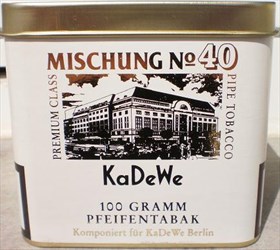 MISCHUNG Nº 40
PREMIUM CLASS
PIPE TOBACCO
KaDeWe
100 GRAMM
PFEIFENTABAK
Komponiert für KaDeWe Berlin